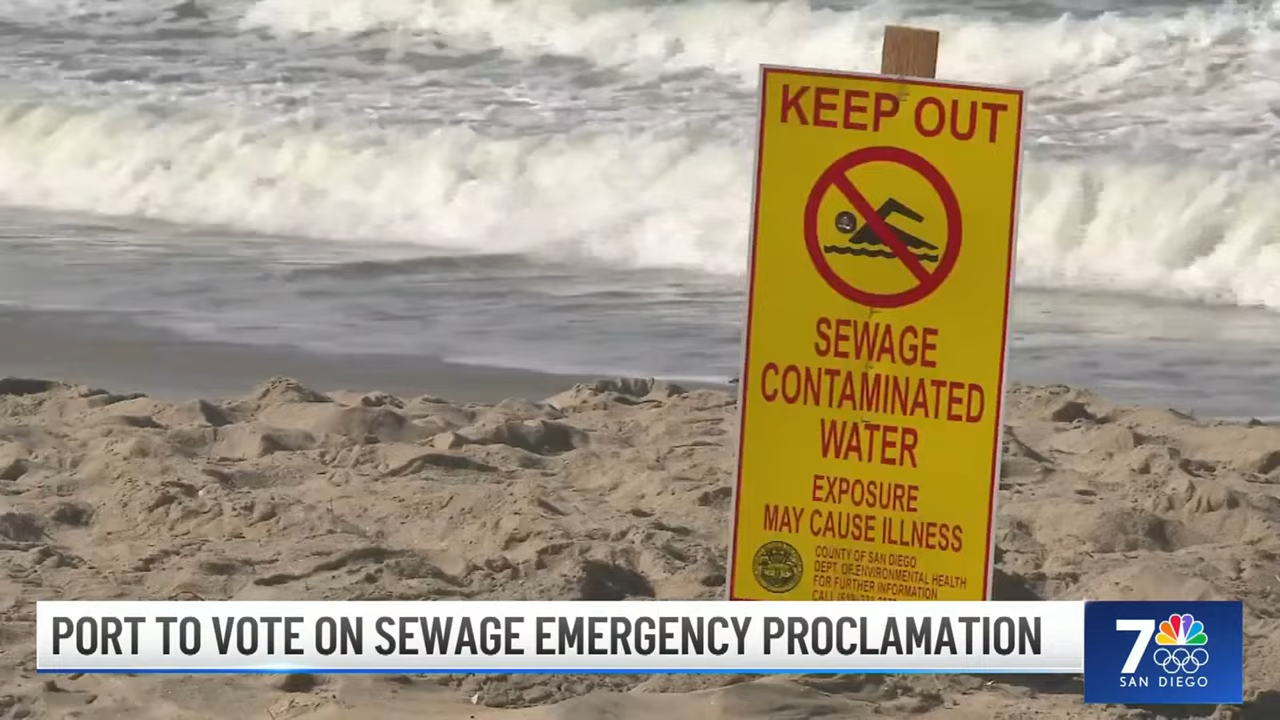 KEEP OUT
SEWAGE
CONTAMINATED
WATER
EXPOSURE
MAY CAUSE ILLNESS
COUNTY OF SAN DIEGO
DEPT. OF ENVIRONMENTAL HEALTH
FOR FURTHER INFORMATION
CALL
PORT TO VOTE ON SEWAGE EMERGENCY PROCLAMATION
7
SAN DIEGO